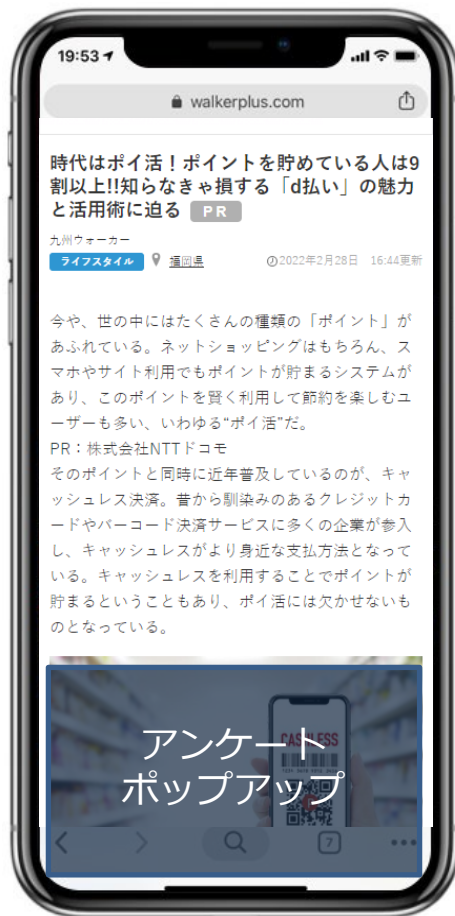 19:53
walkerplus.com
時代はポイ活！ポイントを貯めている人は9
割以上!!知らなきゃ損する「d払い」の魅力
と活用術に迫る PR
九州ウォーカー
ライフスタイル 福岡県 2022年2月28日 16:44更新
今や、世の中にはたくさんの種類の「ポイント」が
あふれている。ネットショッピングはもちろん、ス
マホやサイト利用でもポイントが貯まるシステムが
あり、このポイントを賢く利用して節約を楽しむユ
ーザーも多い、いわゆる“ポイ活”だ。
PR：株式会社NTTドコモ
そのポイントと同時に近年普及しているのが、キャ
ッシュレス決済。昔から馴染みのあるクレジットカ
ードやバーコード決済サービスに多くの企業が参入
し、キャッシュレスがより身近な支払方法となって
いる。キャッシュレスを利用することでポイントが
貯まるということもあり、ポイ活には欠かせないも
のとなっている。
CASHLESS
アンケート
ポップアップ
7